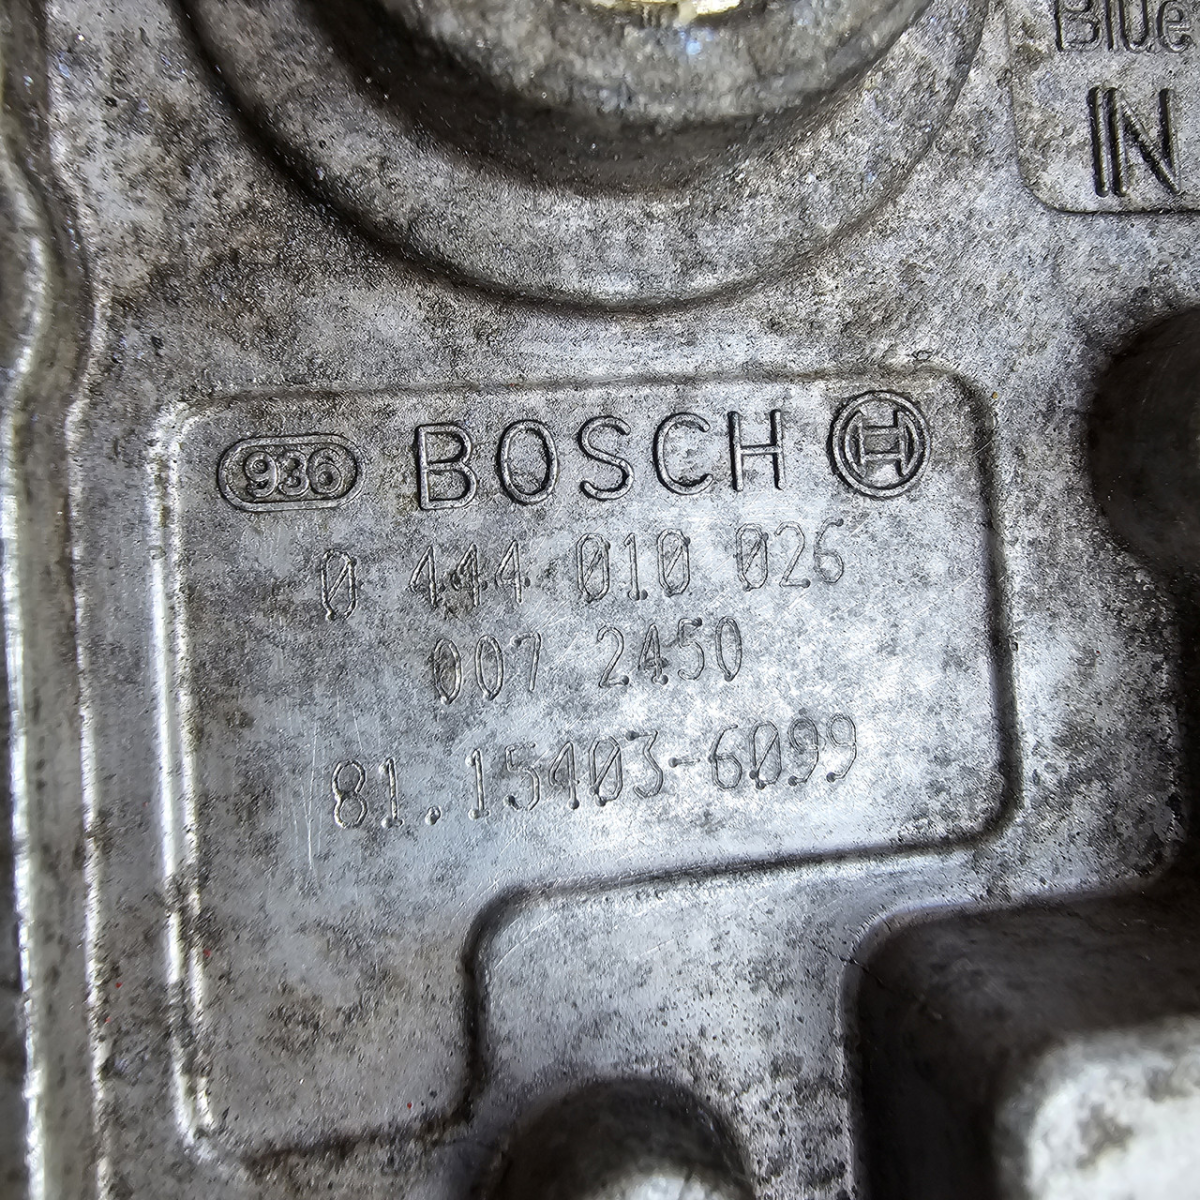 Blue
IN
936 BOSCH
0 444 010 026
007 2450
81.15403-6099